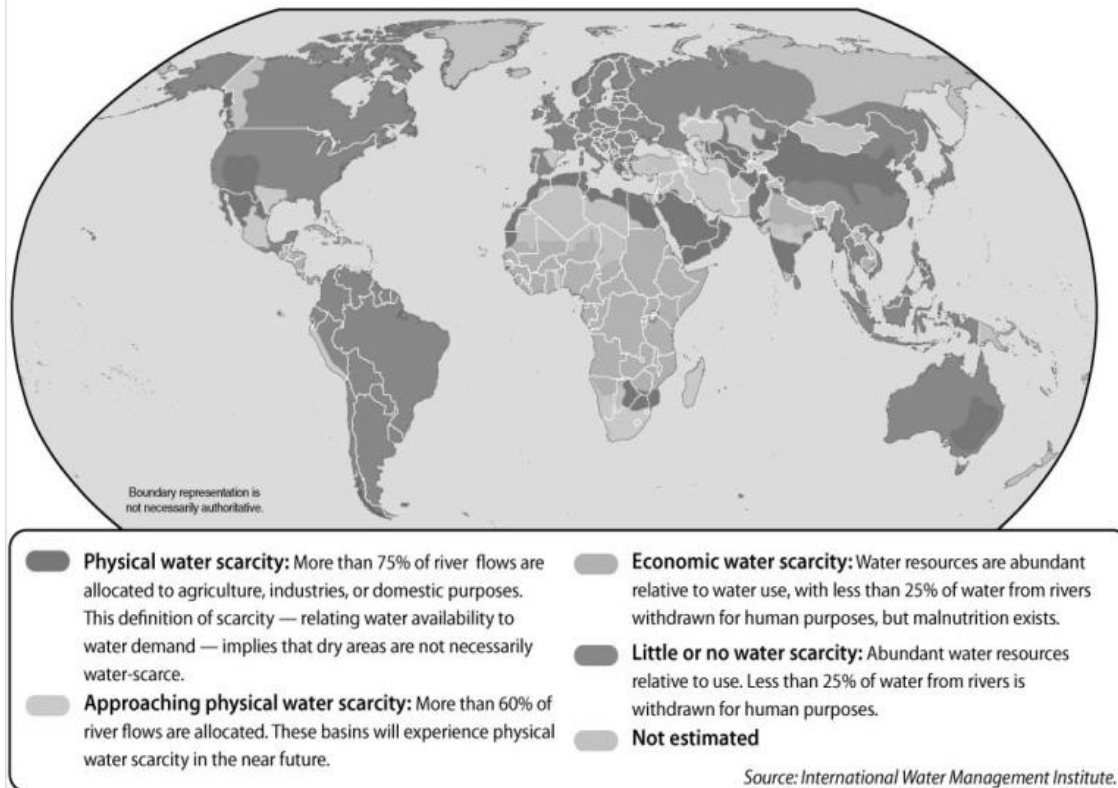 Boundary representation is
not necessarily authoritative.
Physical water scarcity: More than 75% of river flows are
allocated to agriculture, industries, or domestic purposes.
This definition of scarcity — relating water availability to
water demand — implies that dry areas are not necessarily
water-scarce.
Approaching physical water scarcity: More than 60% of
river flows are allocated. These basins will experience physical
water scarcity in the near future.
Economic water scarcity: Water resources are abundant
relative to water use, with less than 25% of water from rivers
withdrawn for human purposes, but malnutrition exists.
Little or no water scarcity: Abundant water resources
relative to use. Less than 25% of water from rivers is
withdrawn for human purposes.
Not estimated
Source: International Water Management Institute.